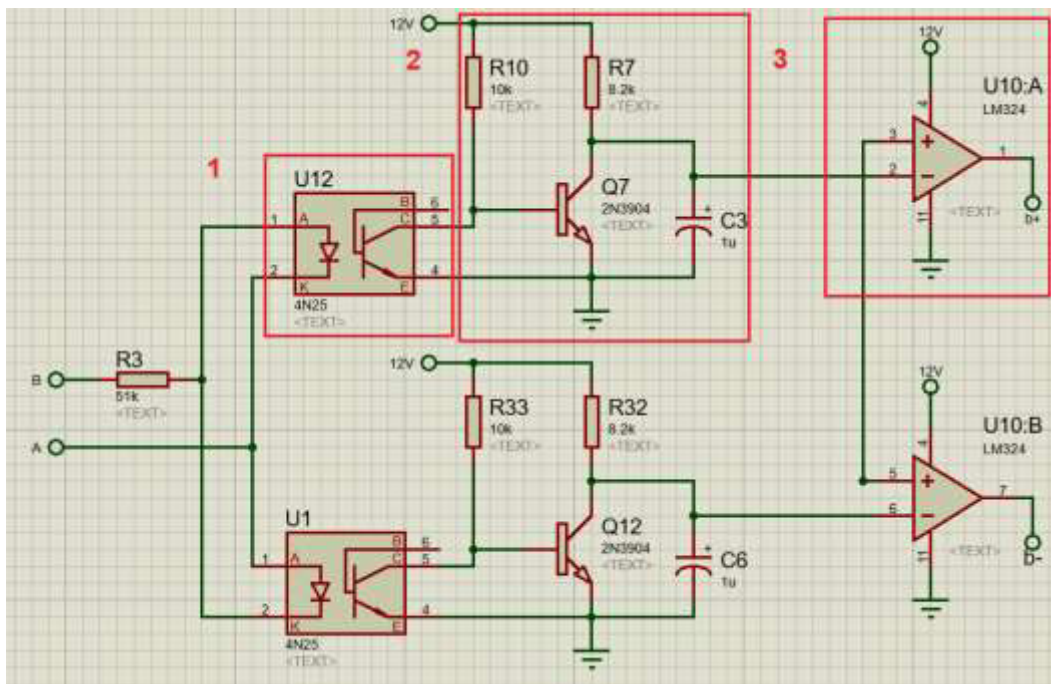 12V
2
R10
10k
<TEXT>
R7
8.2k
<TEXT>
3
12V
4
U10:A
LM324
3
2
1
11
<TEXT>
D+
1
U12
1
A
2
K
B
6
C
5
E
4
4N25
<TEXT>
Q7
2N3904
<TEXT>
C3
1u
B
R3
51k
<TEXT>
A
12V
R33
10k
<TEXT>
R32
8.2k
<TEXT>
12V
4
U10:B
LM324
5
6
7
11
<TEXT>
D-
U1
1
A
2
K
B
6
C
5
E
4
4N25
<TEXT>
Q12
2N3904
<TEXT>
C6
1u